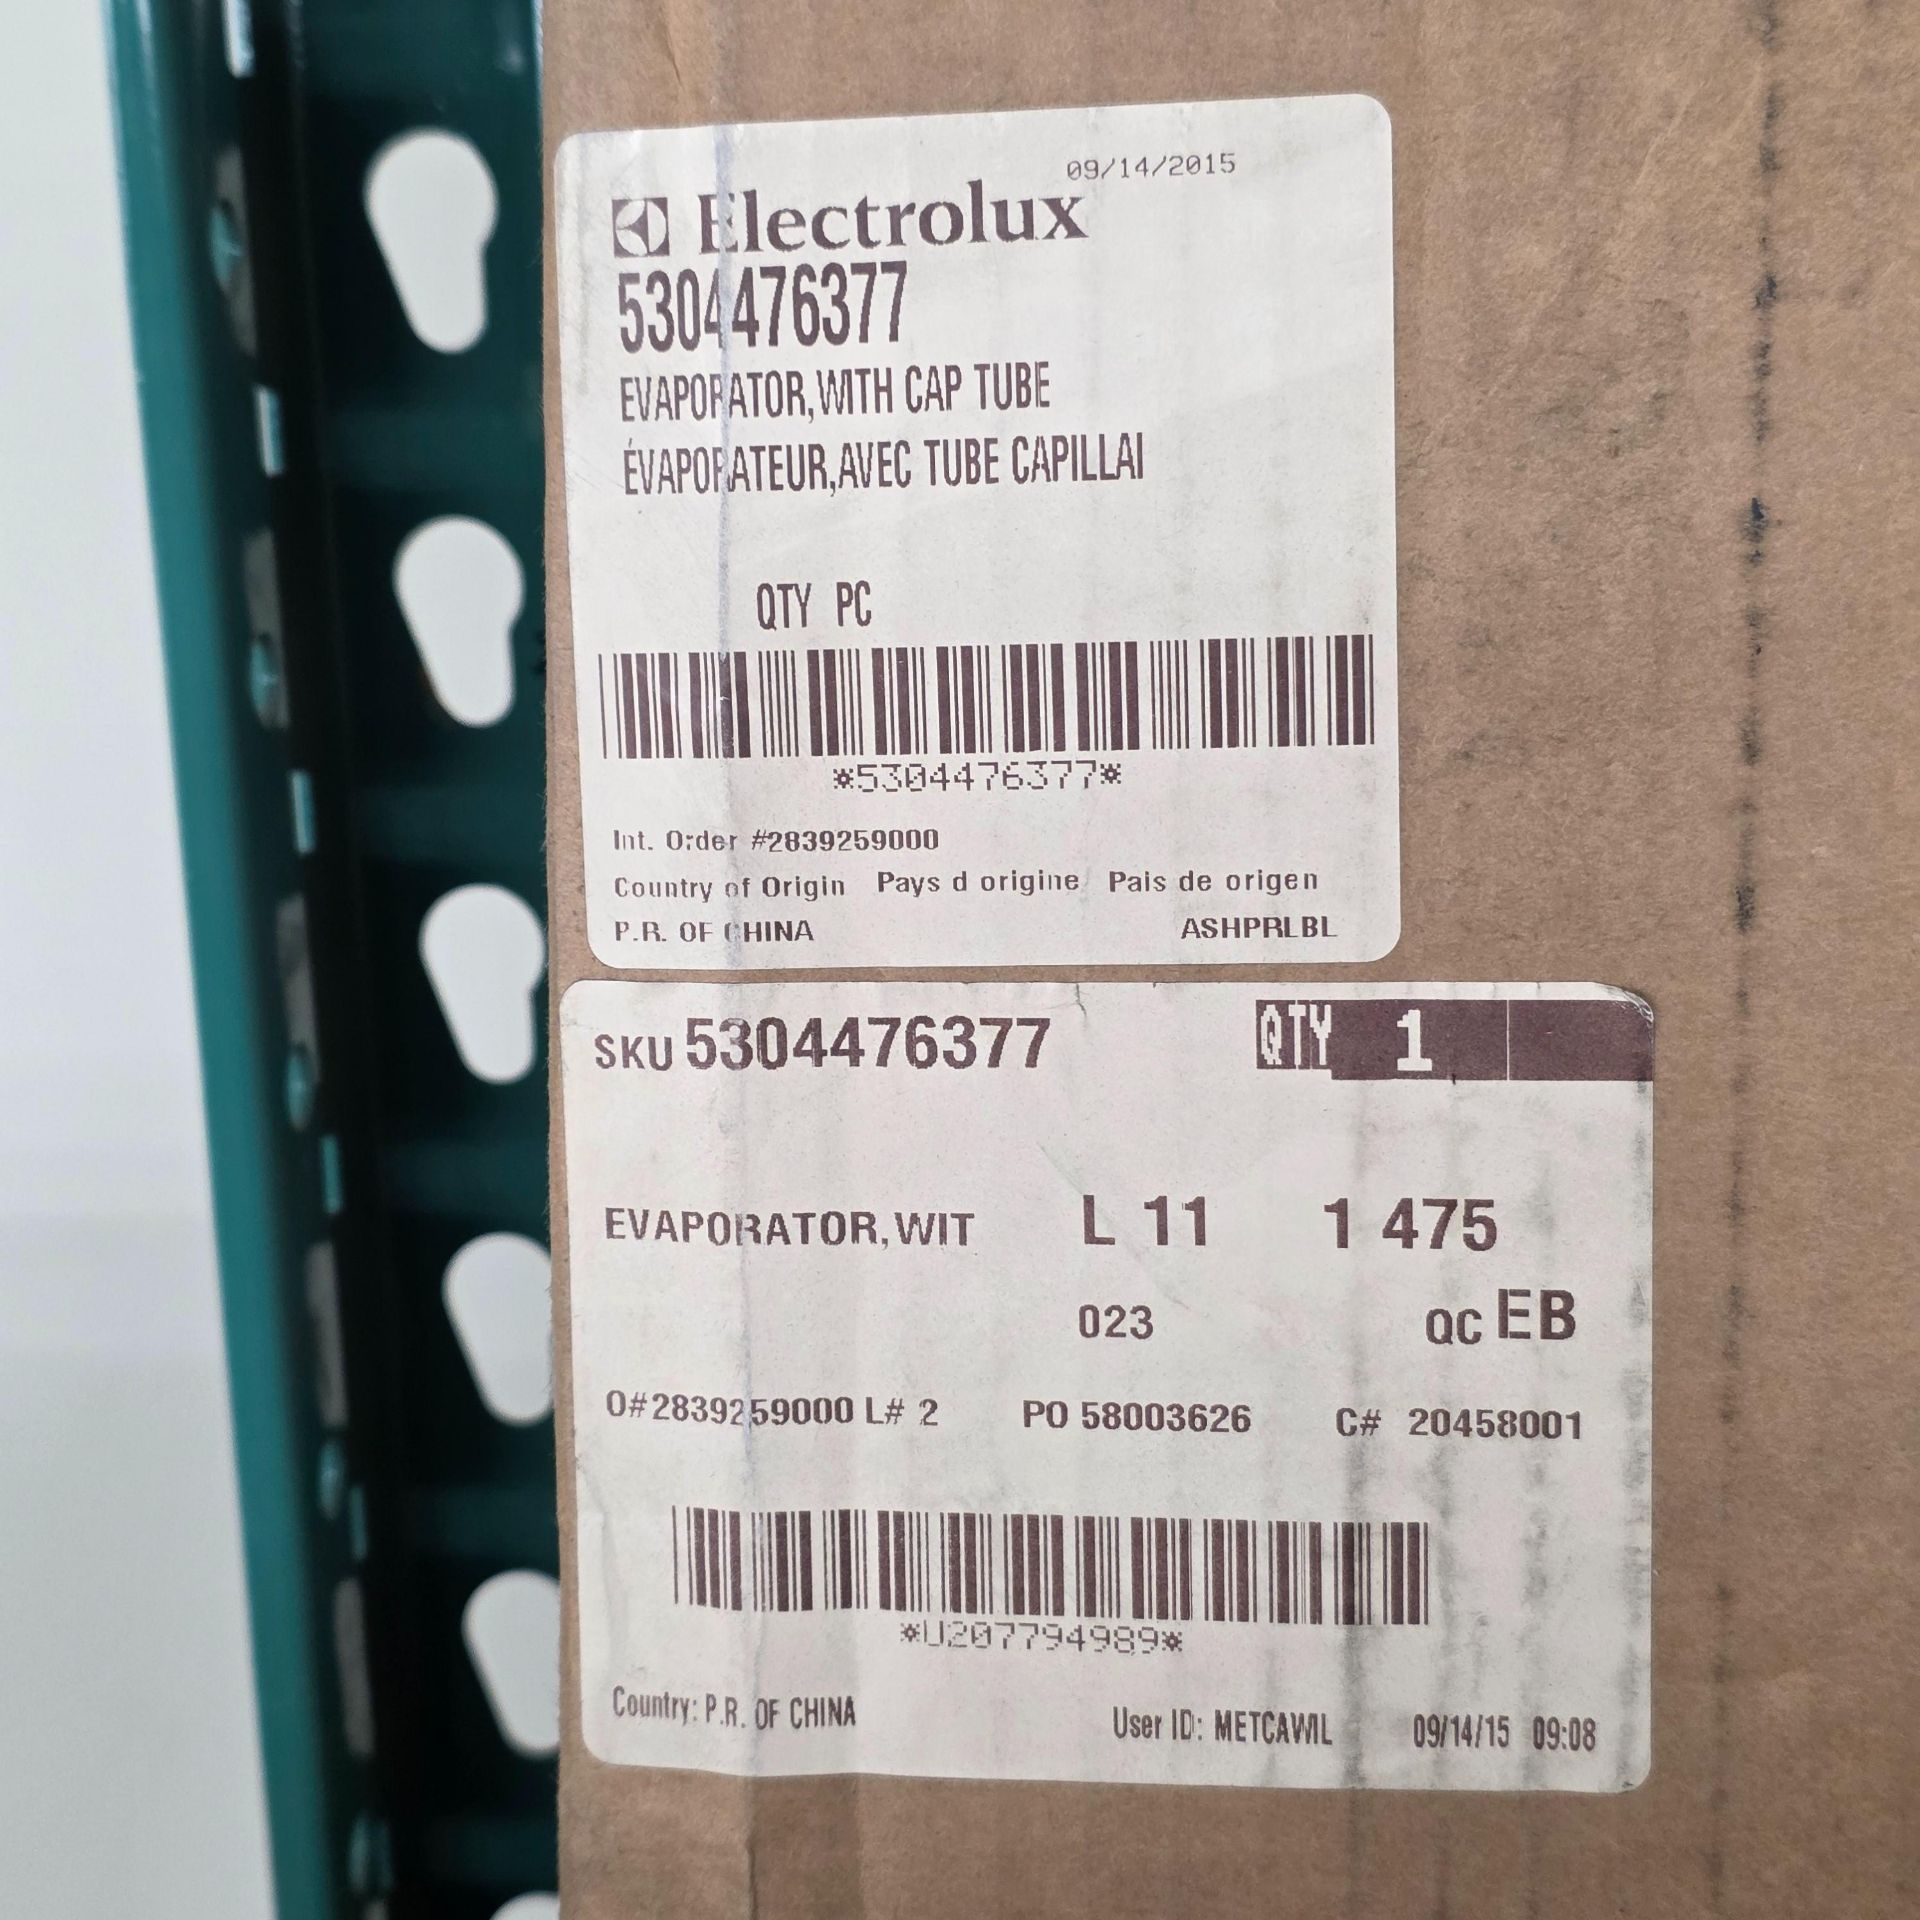 09/14/2015
Electrolux
5304476377
EVAPORATOR,WITH CAP TUBE
ÉVAPORATEUR,AVEC TUBE CAPILLAI
QTY PC
*5304476377*
Int. Order #2839259000
Country of Origin Pays d origine Pais de origen
P.R. OF CHINA ASHPRLBL
SKU 5304476377 QTY 1
EVAPORATOR,WIT L 11 1 475
023 QC EB
O#2839259000 L# 2 PO 58003626 C# 20458001
*U207794989*
Country: P.R. OF CHINA User ID: METCAWIL 09/14/15 09:08